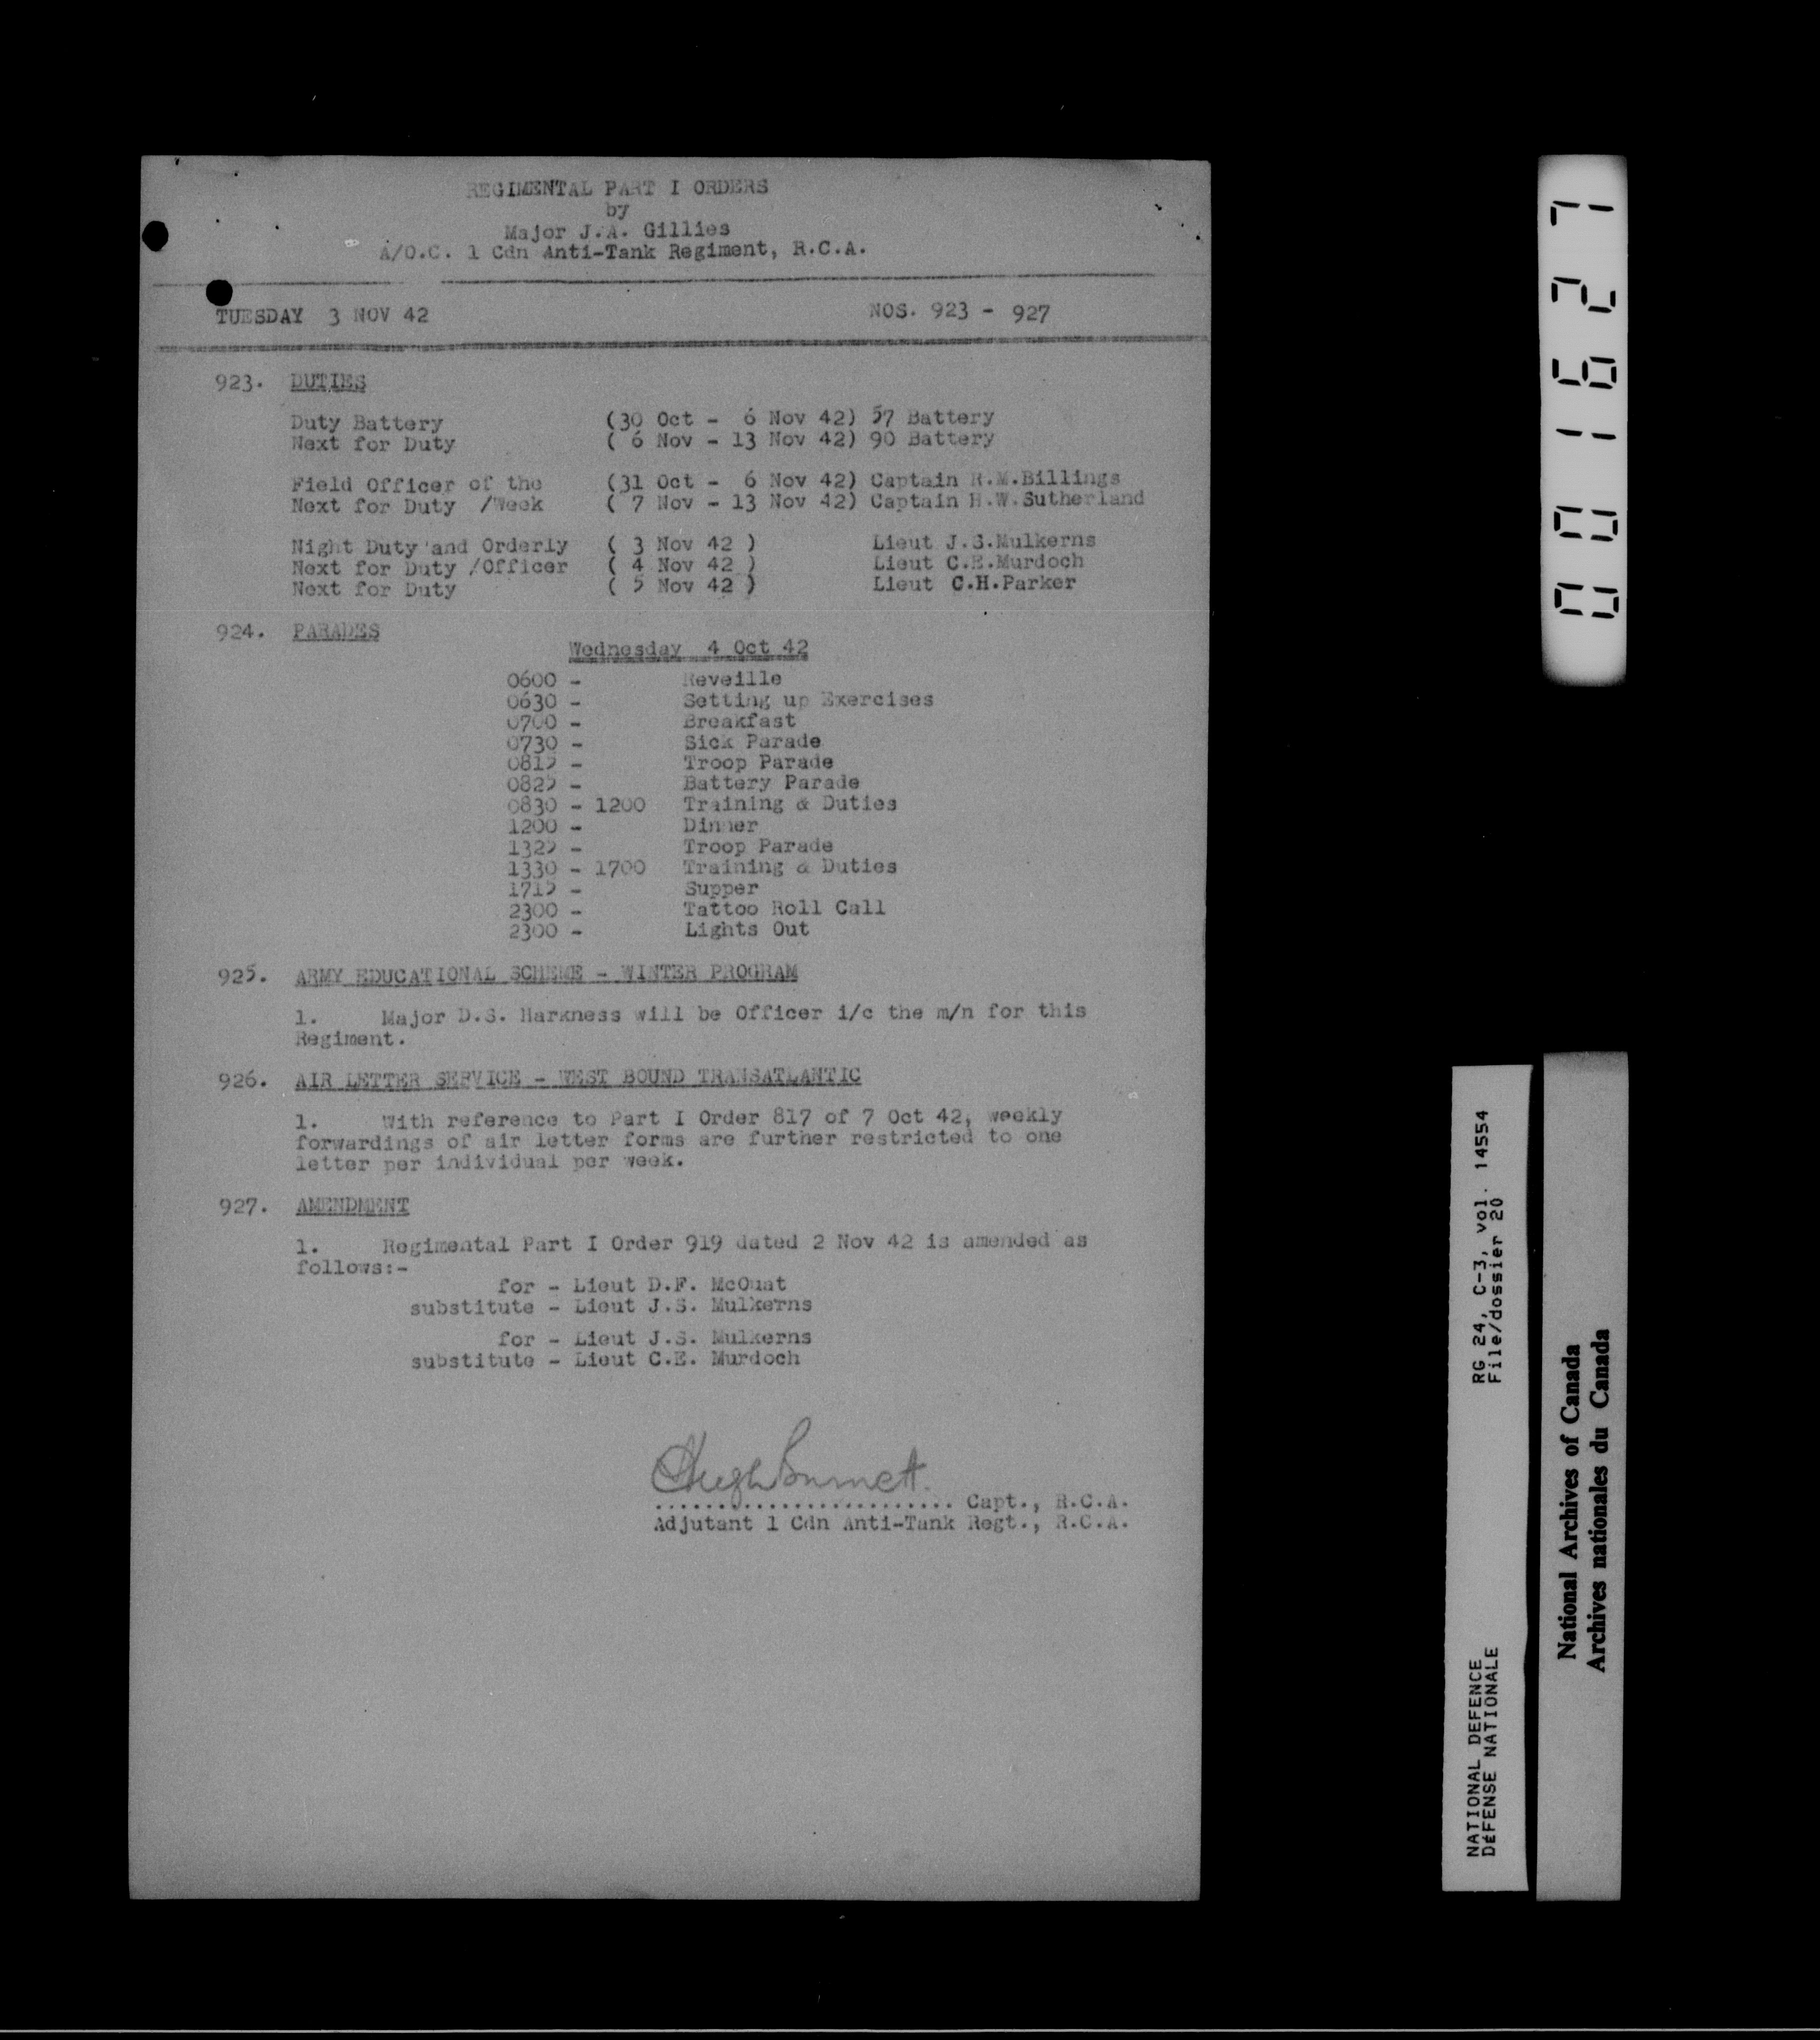 REGIMENTAL PART I ORDERS
by
Major J.A. Gillies
A/O.C. 1 Cdn Anti-Tank Regiment, R.C.A.
TUESDAY 3 NOV 42 NOS. 923 - 927
923. DUTIES
Duty Battery (30 Oct - 6 Nov 42) 57 Battery
Next for Duty ( 6 Nov - 13 Nov 42) 90 Battery
Field Officer of the (31 Oct - 6 Nov 42) Captain R.M.Billings
Next for Duty /Week ( 7 Nov - 13 Nov 42) Captain H.W.Sutherland
Night Duty and Orderly ( 3 Nov 42 ) Lieut J.S.Mulkerns
Next for Duty /Officer ( 4 Nov 42 ) Lieut C.E.Murdoch
Next for Duty ( 5 Nov 42 ) Lieut C.H.Parker
924. PARADES
Wednesday 4 Oct 42
0600 - Reveille
0630 - Setting up Exercises
0700 - Breakfast
0730 - Sick Parade
0815 - Troop Parade
0825 - Battery Parade
0830 - 1200 Training & Duties
1200 - Dinner
1325 - Troop Parade
1330 - 1700 Training & Duties
1715 - Supper
2300 - Tattoo Roll Call
2300 - Lights Out
925. ARMY EDUCATIONAL SCHEME - WINTER PROGRAM
1. Major D.S. Harkness will be Officer i/c the m/n for this
Regiment.
926. AIR LETTER SERVICE - WEST BOUND TRANSATLANTIC
1. With reference to Part I Order 817 of 7 Oct 42, weekly
forwardings of air letter forms are further restricted to one
letter per individual per week.
927. AMENDMENT
1. Regimental Part I Order 919 dated 2 Nov 42 is amended as
follows:-
for - Lieut D.F. McOuat
substitute - Lieut J.S. Mulkerns
for - Lieut J.S. Mulkerns
substitute - Lieut C.E. Murdoch
........................ Capt., R.C.A.
Adjutant 1 Cdn Anti-Tank Regt., R.C.A.
001627
RG 24, C-3, vol. 14554
File/dossier 20
NATIONAL DEFENCE
DÉFENSE NATIONALE
National Archives of Canada
Archives nationales du Canada